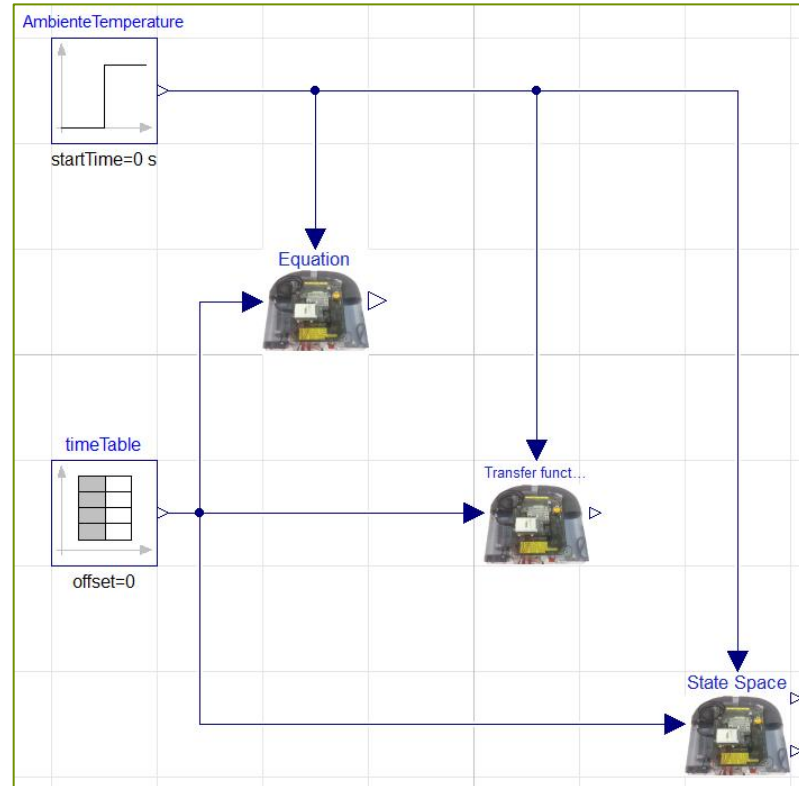 AmbienteTemperature
startTime=0 s
Equation
timeTable
Transfer funct...
offset=0
State Space